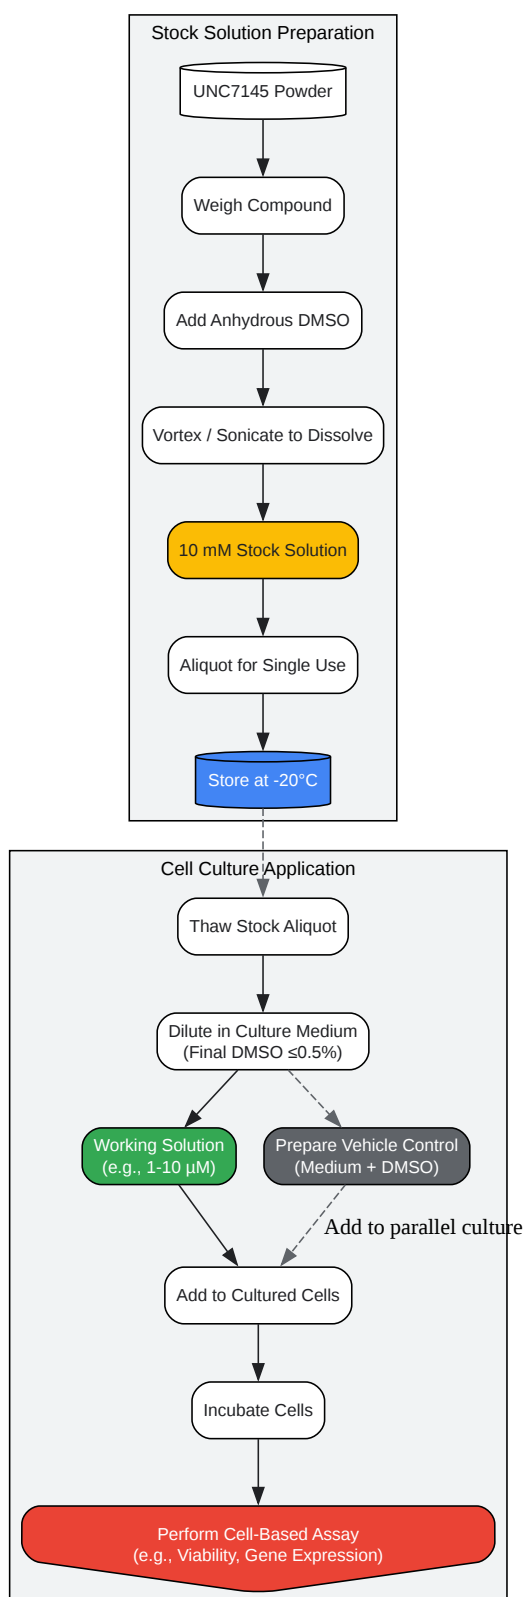 Stock Solution Preparation
UNC7145 Powder
Weigh Compound
Add Anhydrous DMSO
Vortex / Sonicate to Dissolve
10 mM Stock Solution
Aliquot for Single Use
Store at -20°C
Cell Culture Application
Thaw Stock Aliquot
Dilute in Culture Medium
(Final DMSO ≤0.5%)
Working Solution
(e.g., 1-10 µM)
Prepare Vehicle Control
(Medium + DMSO)
Add to parallel culture
Add to Cultured Cells
Incubate Cells
Perform Cell-Based Assay
(e.g., Viability, Gene Expression)